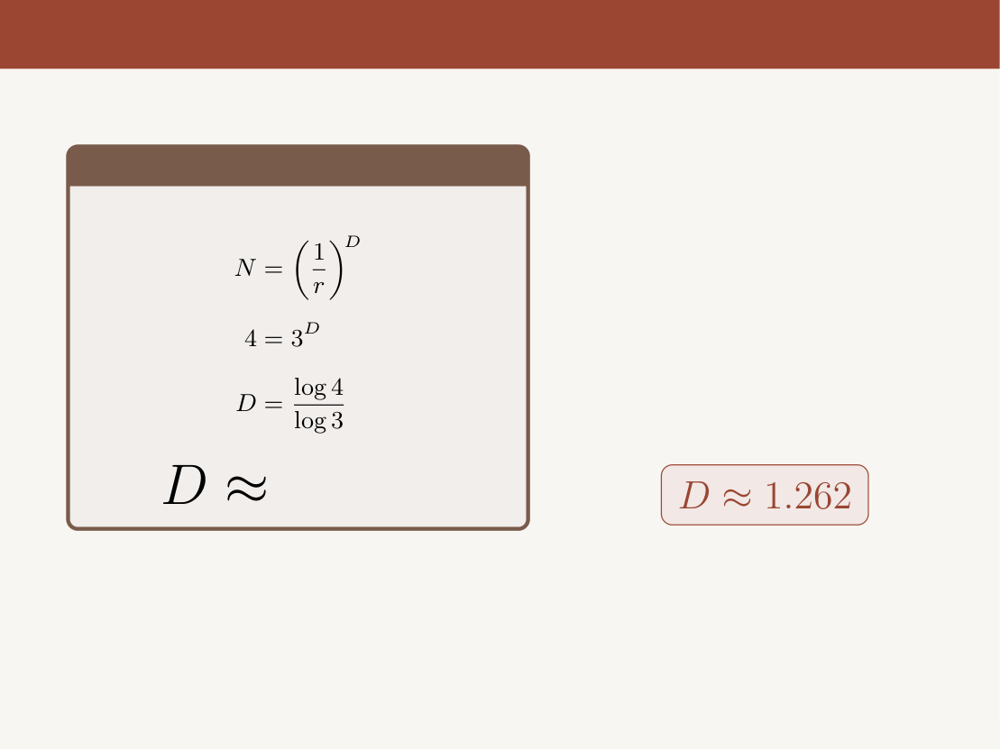 N = (1/r)^D
4 = 3^D
D = log 4 / log 3
D ≈
D ≈ 1.262